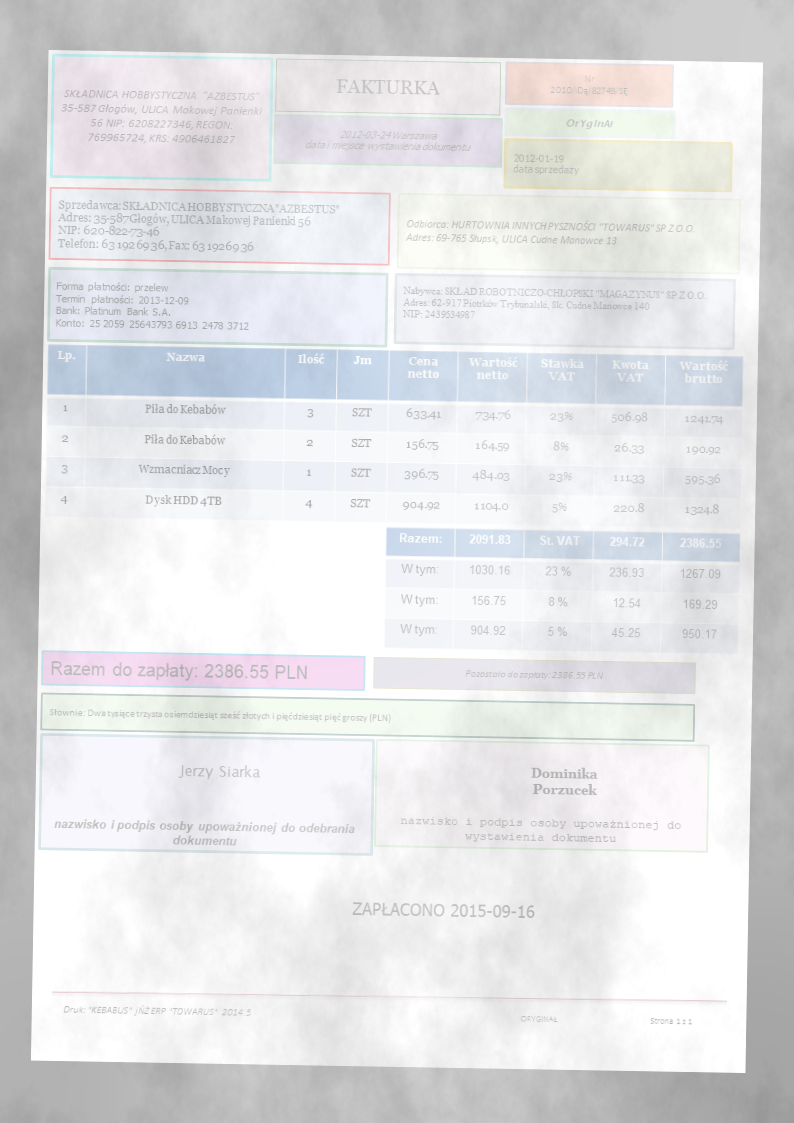 SKŁADNICA HOBBYSTYCZNA "AZBESTUS"
35-587 Głogów, ULICA Makowej Panienki
56 NIP: 6208227346, REGON:
769965724, KRS: 4906461827
FAKTURKA
2012-03-24 Warszawa
data i miejsce wystawienia dokumentu
Nr
OrYgInAł
2012-01-19
data sprzedaży
Sprzedawca: SKŁADNICA HOBBYSTYCZNA "AZBESTUS"
Adres: 35-587 Głogów, ULICA Makowej Panienki 56
NIP: 620-822-73-46
Telefon: 63 192 69 36, Fax: 63 192 69 36
Odbiorca: HURTOWNIA INNYCH PYSZNOŚCI "TOWARUS" SP Z O.O.
Adres: 69-765 Słupsk, ULICA Cudne Manowce 13
Forma płatności: przelew
Termin płatności: 2013-12-09
Bank: Platinum Bank S.A.
Konto: 25 2059 25643793 6913 2478 3712
Nabywca: SKŁAD ROBOTNICZO-CHŁOPSKI "MAGAZYNUS" SP Z O.O.
Adres: 62-917 Piotrków Trybunalski, Sk. Cudne Manowce 140
NIP: 2439534987
Lp. Nazwa Ilość Jm Cena netto Wartość netto Stawka VAT Kwota VAT Wartość brutto
1 Piła do Kebabów 3 SZT 633.41 734.76 23% 506.98 1241.74
2 Piła do Kebabów 2 SZT 156.75 164.59 8% 26.33 190.92
3 Wzmacniacz Mocy 1 SZT 396.75 484.03 23% 111.33 595.36
4 Dysk HDD 4TB 4 SZT 904.92 1104.0 5% 220.8 1324.8
Razem: 2091.83 St. VAT 294.72 2386.55
W tym: 1030.16 23 % 236.93 1267.09
W tym: 156.75 8 % 12.54 169.29
W tym: 904.92 5 % 45.25 950.17
Razem do zapłaty: 2386.55 PLN
Pozostało do zapłaty: 2386.55 PLN
Słownie: Dwa tysiące trzysta osiemdziesiąt sześć złotych i pięćdziesiąt pięć groszy (PLN)
Jerzy Siarka
nazwisko i podpis osoby upoważnionej do odebrania
dokumentu
Dominika
Porzucek
nazwisko i podpis osoby upoważnionej do
wystawienia dokumentu
ZAPŁACONO 2015-09-16
Druk: "KEBABUS" JNŻ ERP "TOWARUS" 2014.5
ORYGINAŁ
Strona 1 z 1